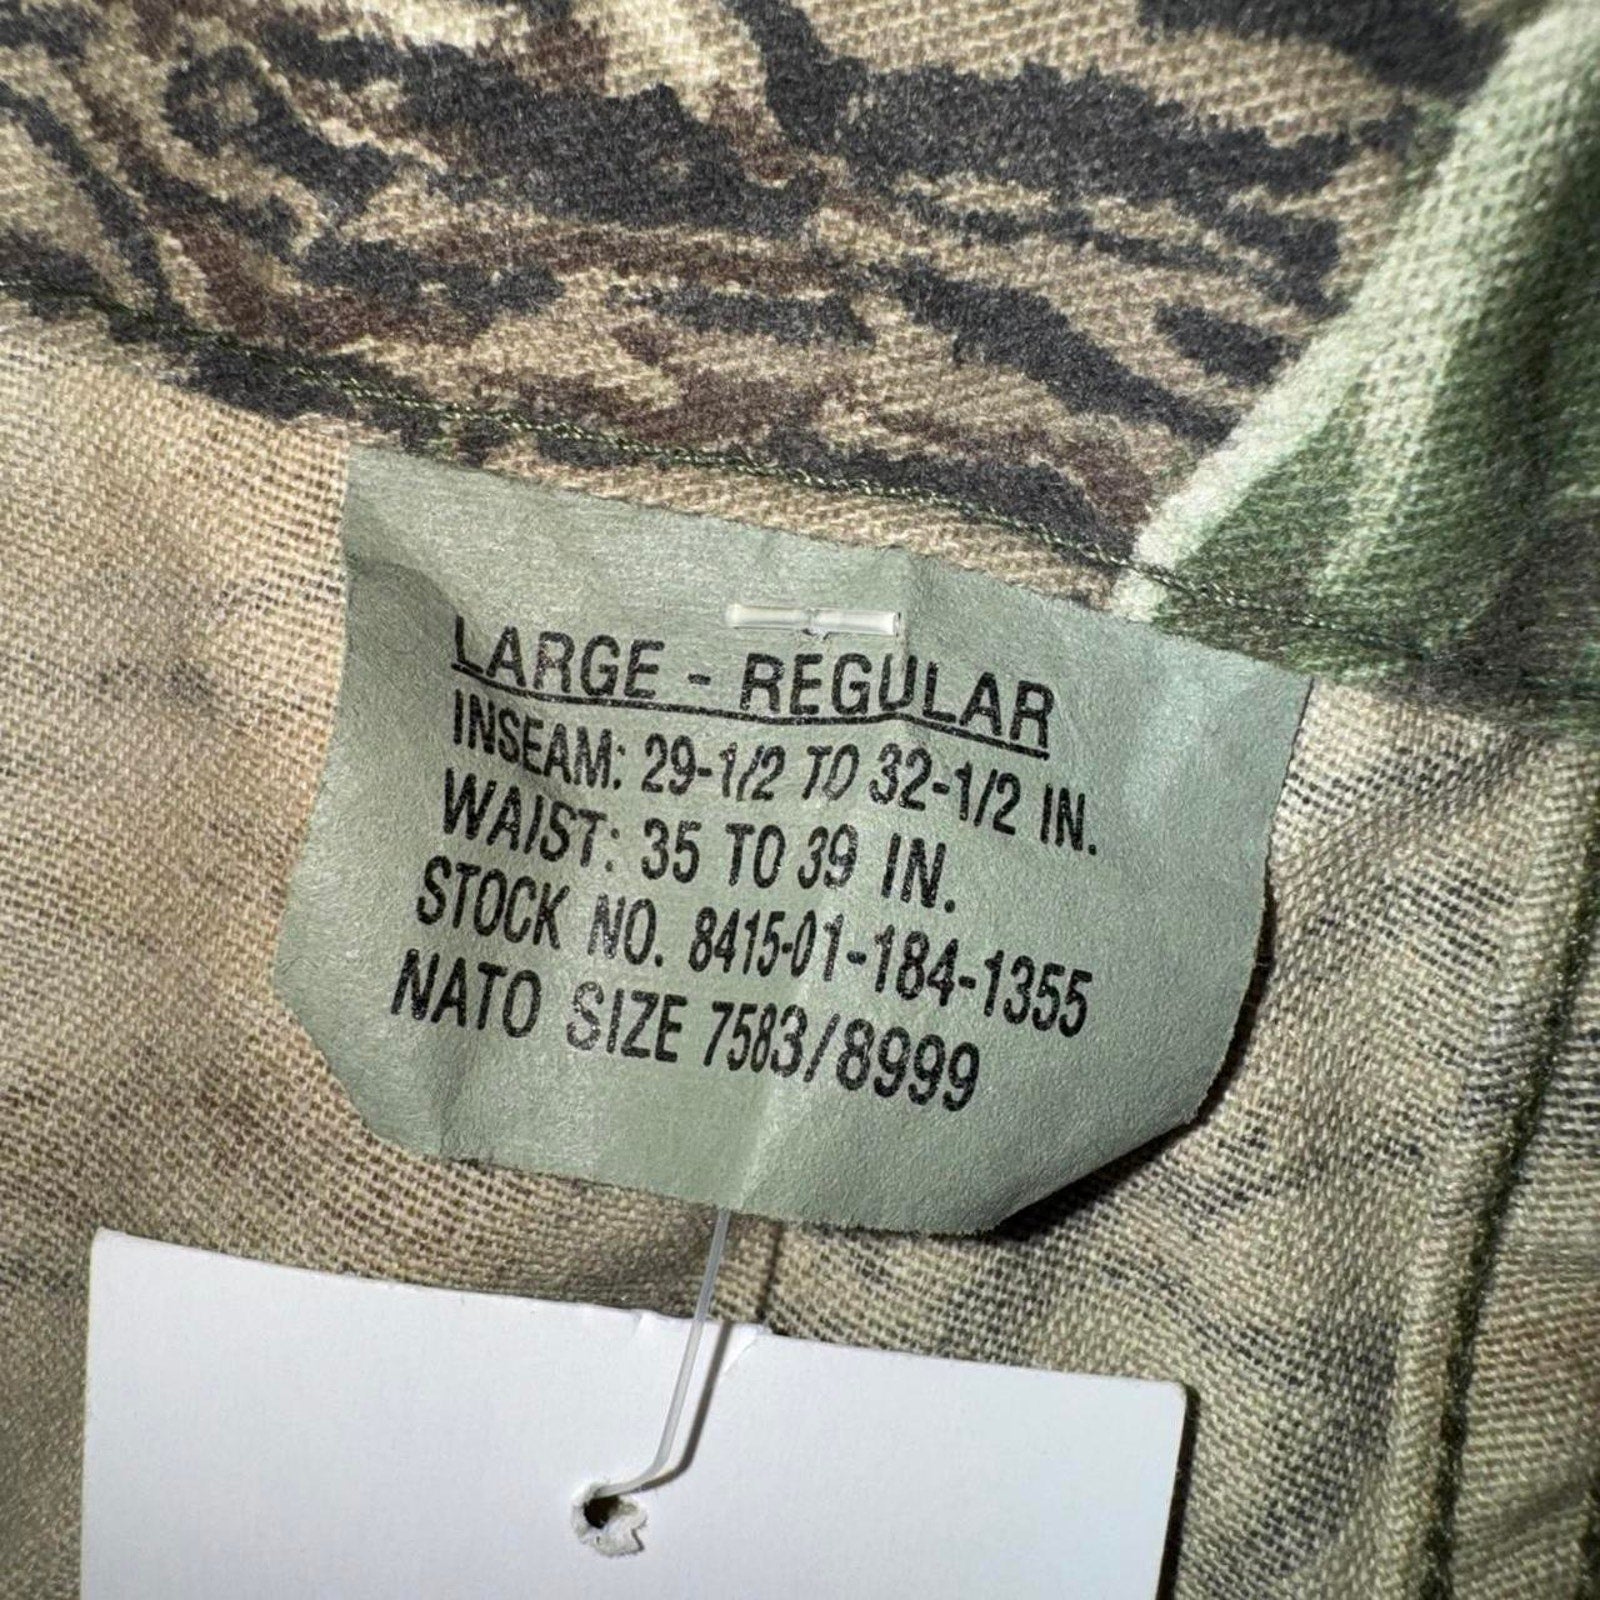 LARGE - REGULAR
INSEAM: 29-1/2 TO 32-1/2 IN.
WAIST: 35 TO 39 IN.
STOCK NO. 8415-01-184-1355
NATO SIZE 7583/8999